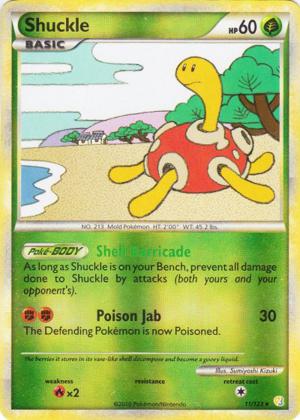 Shuckle
HP60
BASIC
NO. 213 Mold Pokémon HT: 2'00" WT: 45.2 lbs.
Poké-BODY
Shell Barricade
As long as Shuckle is on your Bench, prevent all damage
done to Shuckle by attacks (both yours and your
opponent's).
Poison Jab 30
The Defending Pokémon is now Poisoned.
Illus. Sumiyoshi Kizuki
The berries it stores in its vase-like shell decompose and become a gooey liquid.
weakness resistance retreat cost
×2
©2010 Pokémon/Nintendo
11/123